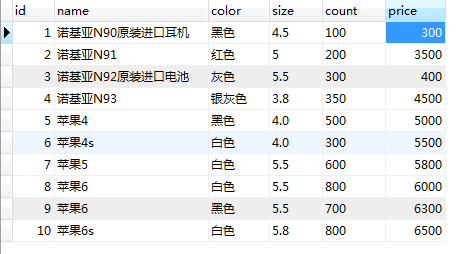 id name color size count price
1 诺基亚N90原装进口耳机 黑色 4.5 100 300
2 诺基亚N91 红色 5 200 3500
3 诺基亚N92原装进口电池 灰色 5.5 300 400
4 诺基亚N93 银灰色 3.8 350 4500
5 苹果4 黑色 4.0 500 5000
6 苹果4s 白色 4.0 300 5500
7 苹果5 白色 5.5 600 5800
8 苹果6 白色 5.5 800 6000
9 苹果6 黑色 5.5 700 6300
10 苹果6s 白色 5.8 800 6500